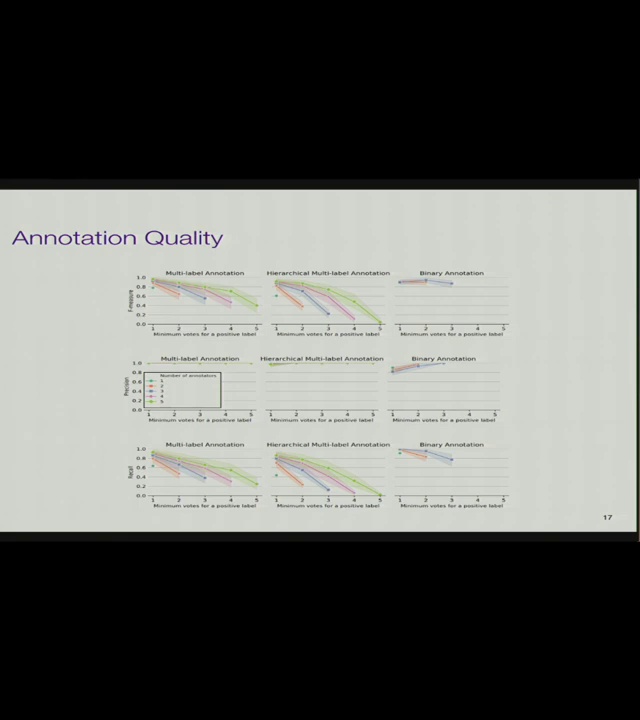 Annotation Quality
Multi-label Annotation
Hierarchical Multi-label Annotation
Binary Annotation
F-measure
1.0
0.8
0.6
0.4
0.2
0.0
1 2 3 4 5
1 2 3 4 5
1 2 3 4 5
Minimum votes for a positive label
Minimum votes for a positive label
Minimum votes for a positive label
Multi-label Annotation
Hierarchical Multi-label Annotation
Binary Annotation
Precision
1.0
0.8
0.6
0.4
0.2
0.0
Number of annotators
1
2
3
4
5
1 2 3 4 5
1 2 3 4 5
1 2 3 4 5
Minimum votes for a positive label
Minimum votes for a positive label
Minimum votes for a positive label
Multi-label Annotation
Hierarchical Multi-label Annotation
Binary Annotation
Recall
1.0
0.8
0.6
0.4
0.2
0.0
1 2 3 4 5
1 2 3 4 5
1 2 3 4 5
Minimum votes for a positive label
Minimum votes for a positive label
Minimum votes for a positive label
17